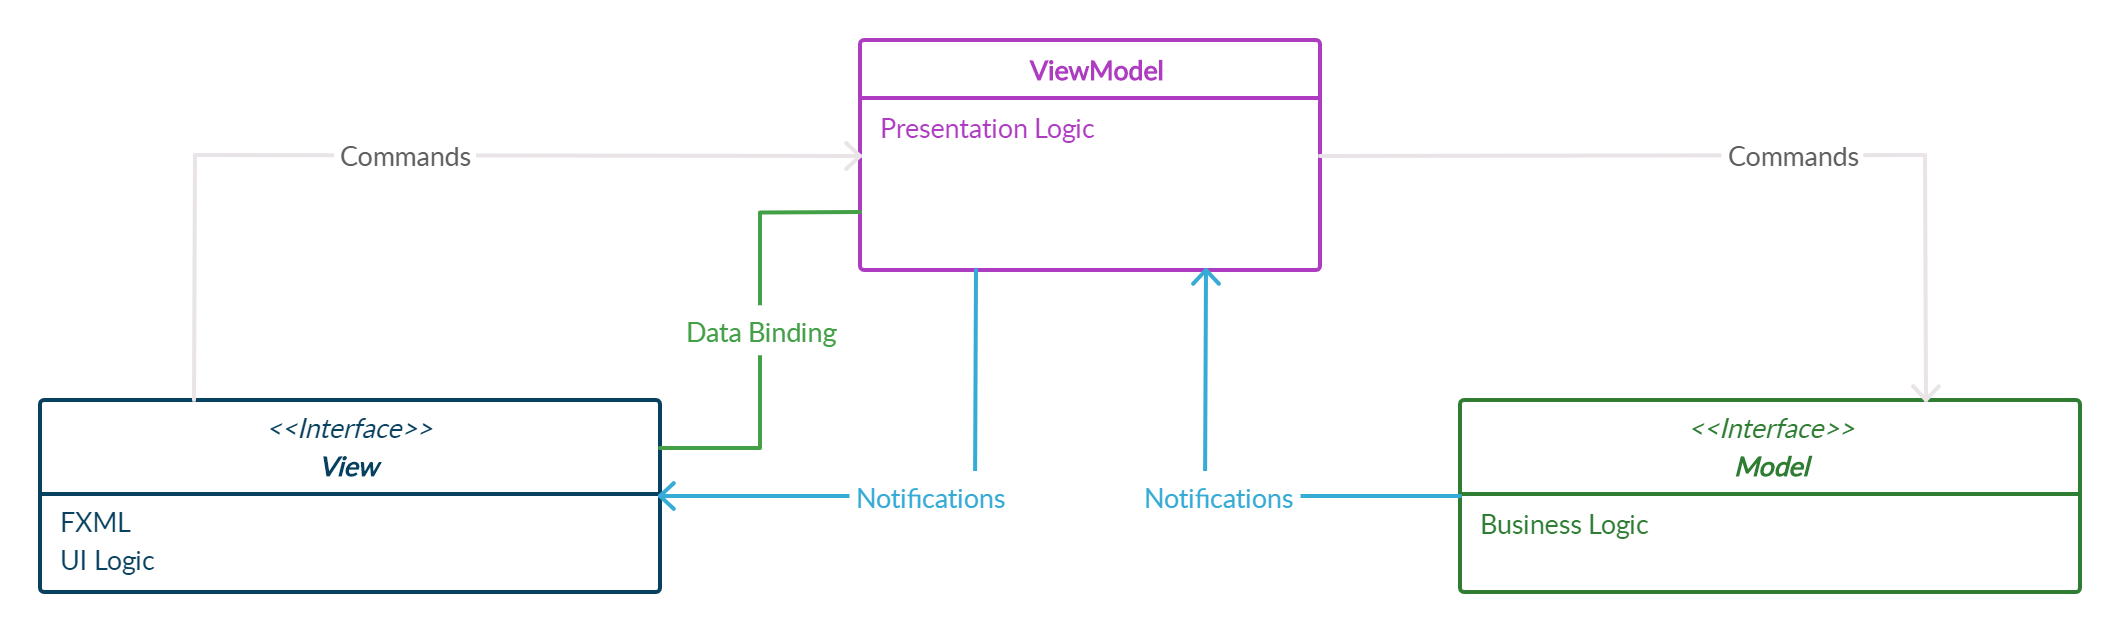 ViewModel
Presentation Logic
Commands
Commands
Data Binding
<<Interface>>
View
FXML
UI Logic
Notifications
Notifications
<<Interface>>
Model
Business Logic